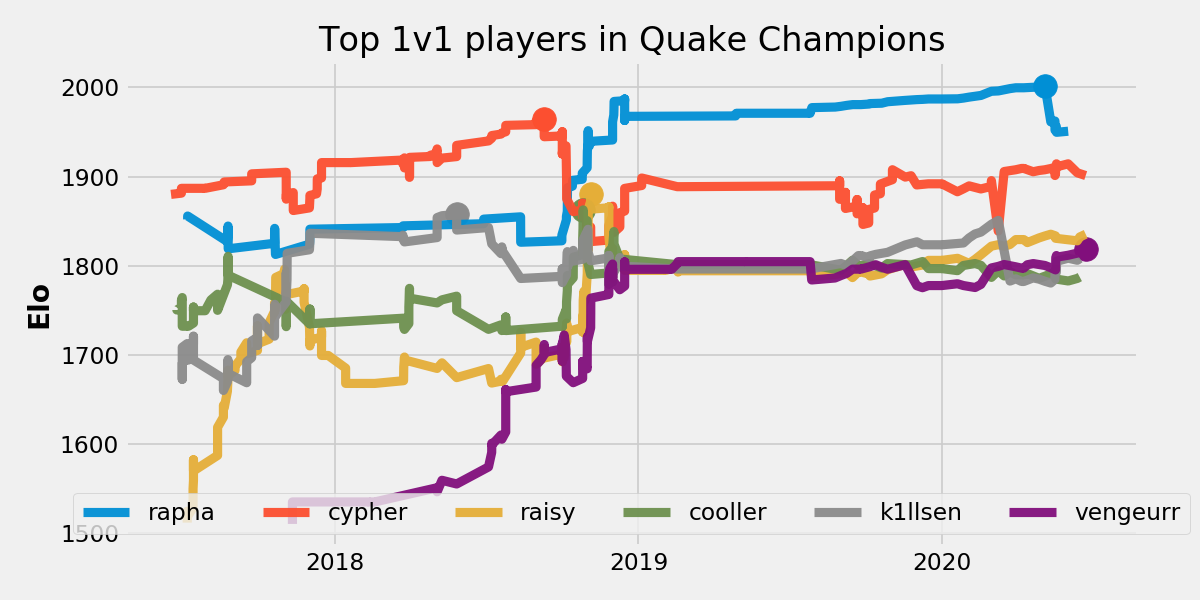 Top 1v1 players in Quake Champions
Elo
2000
1900
1800
1700
1600
1500
rapha cypher raisy cooller k1llsen vengeurr
2018 2019 2020